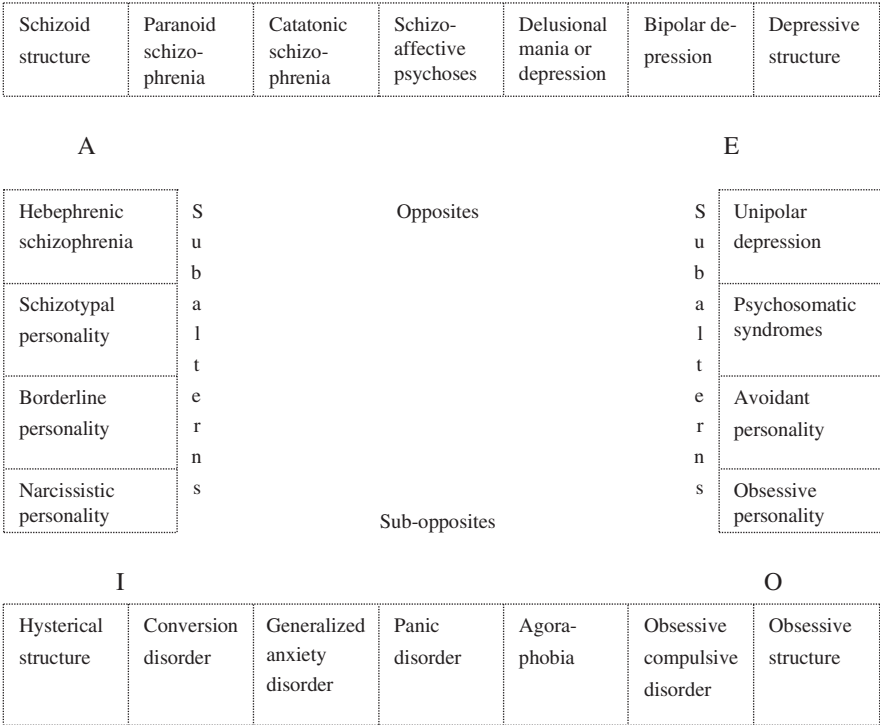 Schizoid
structure
Paranoid
schizo-
phrenia
Catatonic
schizo-
phrenia
Schizo-
affective
psychoses
Delusional
mania or
depression
Bipolar de-
pression
Depressive
structure
A
E
Hebephrenic
schizophrenia
Schizotypal
personality
Borderline
personality
Narcissistic
personality
S
u
b
a
l
t
e
r
n
s
Opposites
Sub-opposites
S
u
b
a
l
t
e
r
n
s
Unipolar
depression
Psychosomatic
syndromes
Avoidant
personality
Obsessive
personality
I
O
Hysterical
structure
Conversion
disorder
Generalized
anxiety
disorder
Panic
disorder
Agora-
phobia
Obsessive
compulsive
disorder
Obsessive
structure